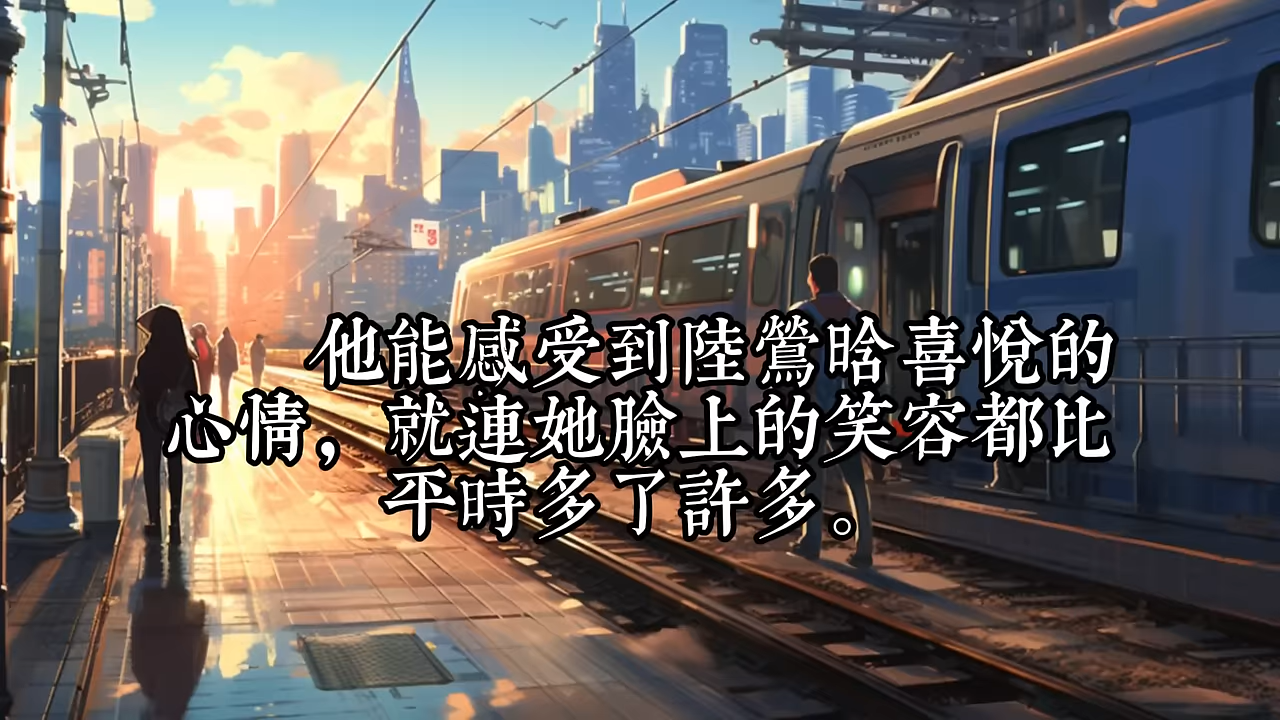 他能感受到陸鶯晗喜悅的
心情，就連她臉上的笑容都比
平時多了許多。